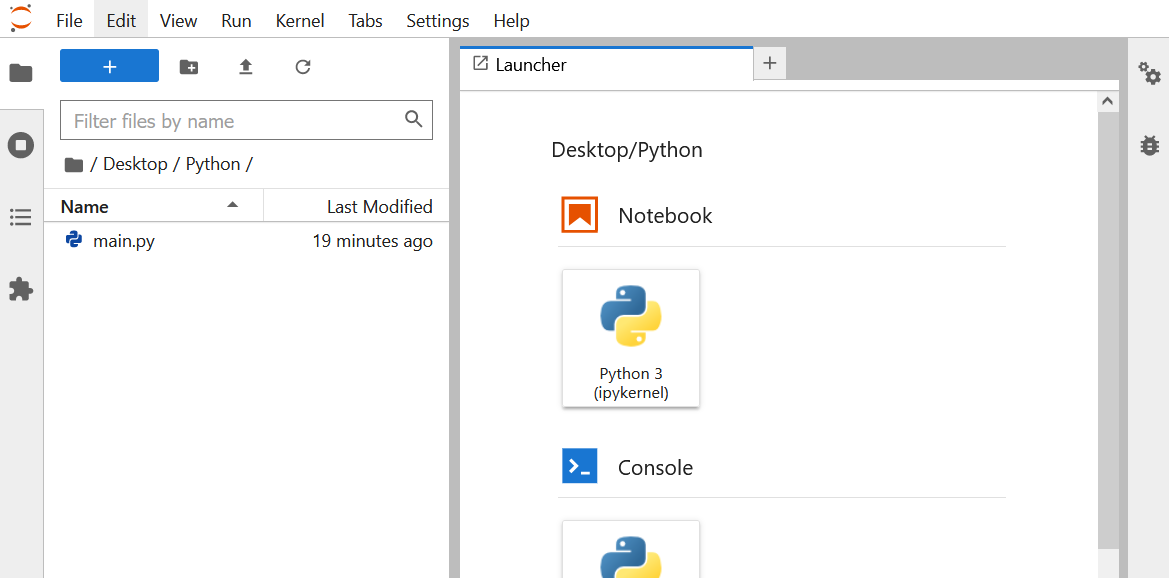 File Edit View Run Kernel Tabs Settings Help
Launcher
Filter files by name
/ Desktop / Python /
Name Last Modified
main.py 19 minutes ago
Desktop/Python
Notebook
Python 3
(ipykernel)
Console